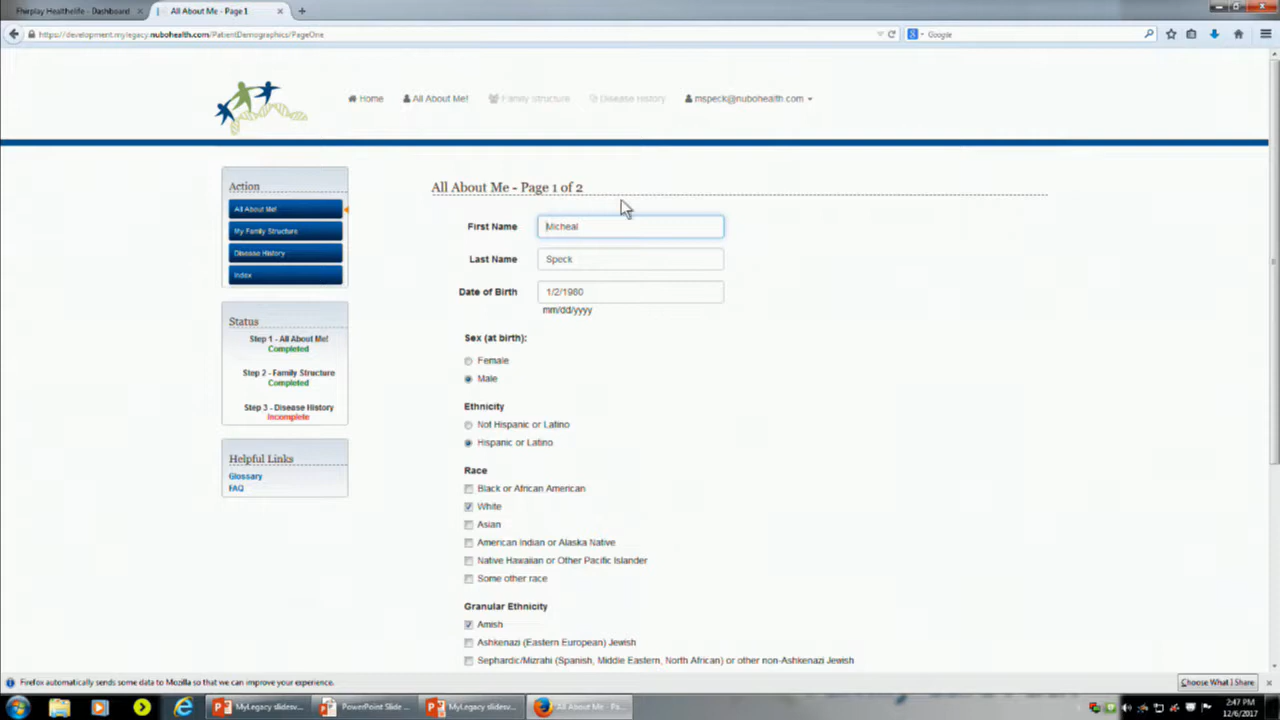 Fhirplay Healthelife - Dashboard × All About Me - Page 1 × +
https://development.mylegacy.nubohealth.com/PatientDemographics/PageOne Google
Home All About Me! Family Structure Disease History mspeck@nubohealth.com
Action
All About Me!
My Family Structure
Disease History
Index
Status
Step 1 - All About Me!
Completed
Step 2 - Family Structure
Completed
Step 3 - Disease History
Incomplete
Helpful Links
Glossary
FAQ
All About Me - Page 1 of 2
First Name Micheal
Last Name Speck
Date of Birth 1/2/1980
mm/dd/yyyy
Sex (at birth):
Female
Male
Ethnicity
Not Hispanic or Latino
Hispanic or Latino
Race
Black or African American
White
Asian
American Indian or Alaska Native
Native Hawaiian or Other Pacific Islander
Some other race
Granular Ethnicity
Amish
Ashkenazi (Eastern European) Jewish
Sephardic/Mizrahi (Spanish, Middle Eastern, North African) or other non-Ashkenazi Jewish
Firefox automatically sends some data to Mozilla so that we can improve your experience. Choose What I Share ×
MyLegacy slidesv... PowerPoint Slide ... MyLegacy slidesv... All About Me - Pa...
2:47 PM
12/6/2017